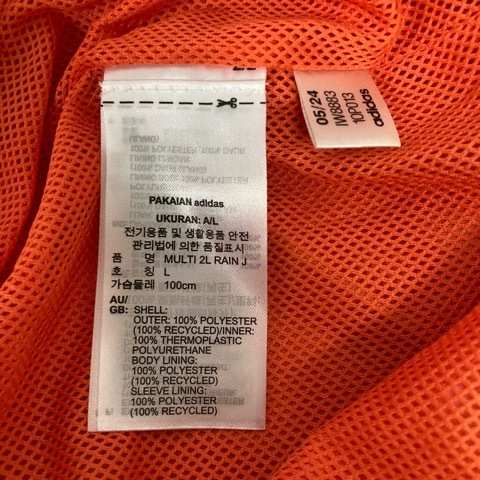 PAKAIAN adidas
UKURAN: A/L
전기용품 및 생활용품 안전
관리법에 의한 품질표시
품 명 MULTI 2L RAIN J
호 칭 L
가슴둘레 100cm
AU/
GB: SHELL:
OUTER: 100% POLYESTER
(100% RECYCLED)/INNER:
100% THERMOPLASTIC
POLYURETHANE
BODY LINING:
100% POLYESTER
(100% RECYCLED)
SLEEVE LINING:
100% POLYESTER
(100% RECYCLED)
05/24
IW8883
10P013
adidas